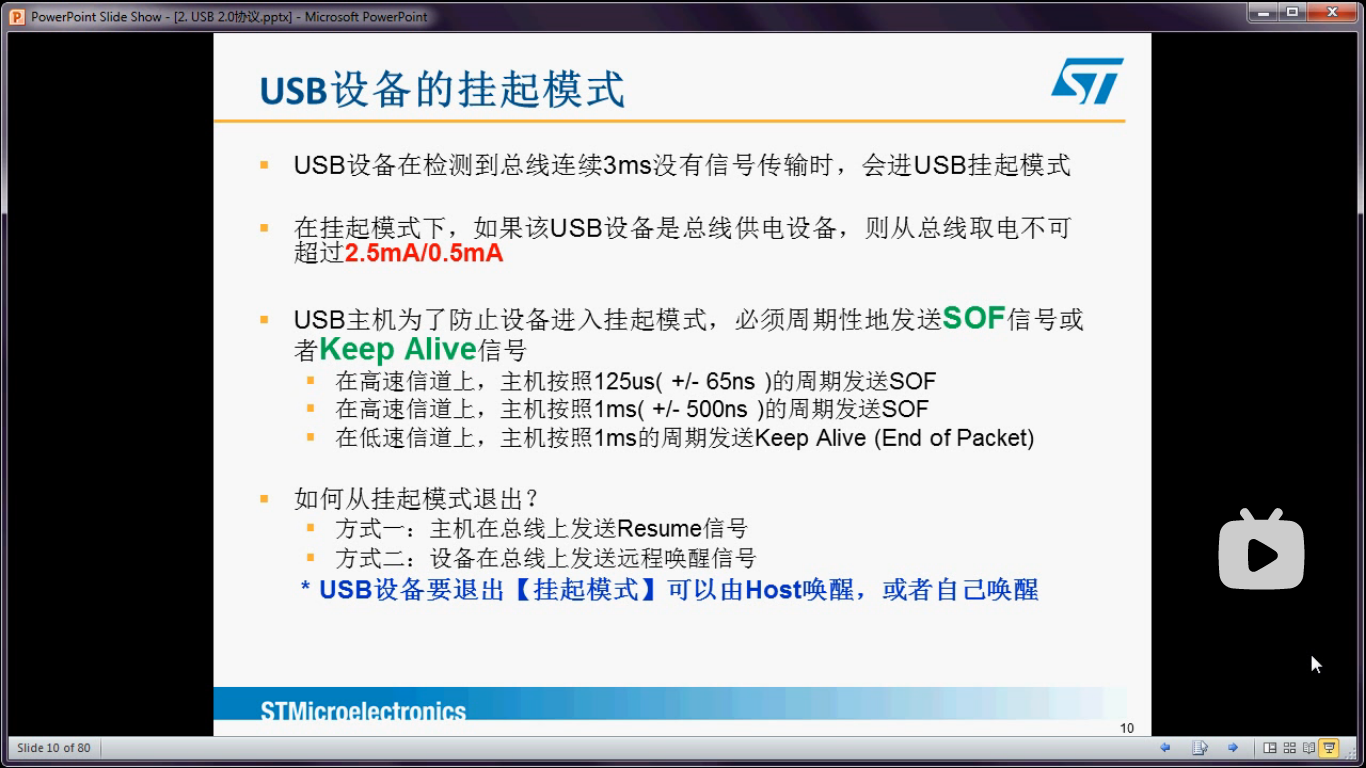 PowerPoint Slide Show - [2. USB 2.0协议.pptx] - Microsoft PowerPoint
USB设备的挂起模式
ST
USB设备在检测到总线连续3ms没有信号传输时，会进USB挂起模式
在挂起模式下，如果该USB设备是总线供电设备，则从总线取电不可
超过2.5mA/0.5mA
USB主机为了防止设备进入挂起模式，必须周期性地发送SOF信号或
者Keep Alive信号
在高速信道上，主机按照125us( +/- 65ns )的周期发送SOF
在高速信道上，主机按照1ms( +/- 500ns )的周期发送SOF
在低速信道上，主机按照1ms的周期发送Keep Alive (End of Packet)
如何从挂起模式退出？
方式一：主机在总线上发送Resume信号
方式二：设备在总线上发送远程唤醒信号
* USB设备要退出【挂起模式】可以由Host唤醒，或者自己唤醒
STMicroelectronics
10
Slide 10 of 80